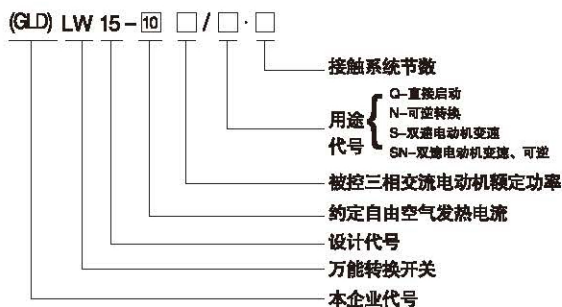 (GLD) LW 15-10 □ / □·□
接触系统节数
用途代号
Q-直接启动
N-可逆转换
S-双速电动机变速
SN-双速电动机变速、可逆
被控三相交流电动机额定功率
约定自由空气发热电流
设计代号
万能转换开关
本企业代号